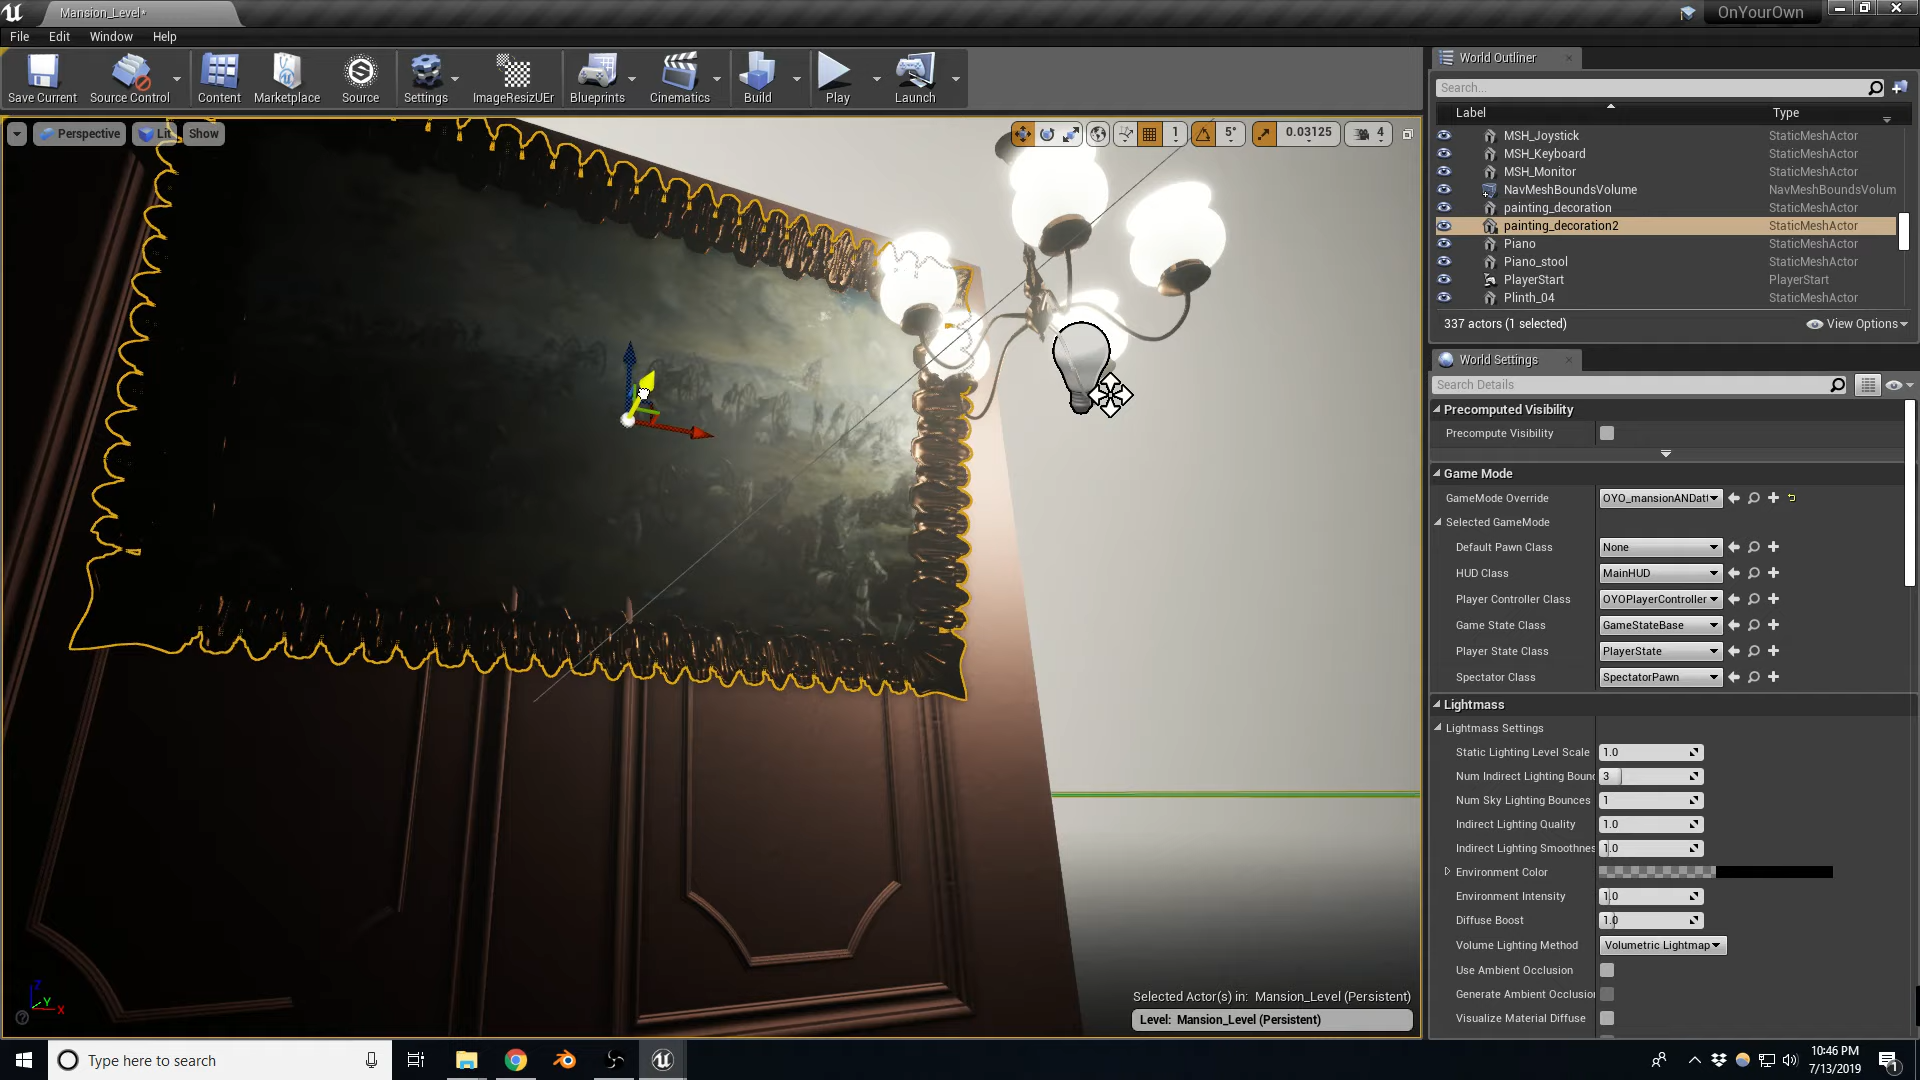 Mansion_Level*
OnYourOwn
File Edit Window Help
Save Current Source Control Content Marketplace Source Settings ImageResizUEr Blueprints Cinematics Build Play Launch
Perspective Lit Show
1 5° 0.03125 4
World Outliner
Search...
Label Type
MSH_Joystick StaticMeshActor
MSH_Keyboard StaticMeshActor
MSH_Monitor StaticMeshActor
NavMeshBoundsVolume NavMeshBoundsVolum
painting_decoration StaticMeshActor
painting_decoration2 StaticMeshActor
Piano StaticMeshActor
Piano_stool StaticMeshActor
PlayerStart PlayerStart
Plinth_04 StaticMeshActor
337 actors (1 selected) View Options
World Settings
Search Details
Precomputed Visibility
Precompute Visibility
Game Mode
GameMode Override OYO_mansionANDatt
Selected GameMode
Default Pawn Class None
HUD Class MainHUD
Player Controller Class OYOPlayerController
Game State Class GameStateBase
Player State Class PlayerState
Spectator Class SpectatorPawn
Lightmass
Lightmass Settings
Static Lighting Level Scale 1.0
Num Indirect Lighting Bounc 3
Num Sky Lighting Bounces 1
Indirect Lighting Quality 1.0
Indirect Lighting Smoothnes 1.0
Environment Color
Environment Intensity 1.0
Diffuse Boost 1.0
Volume Lighting Method Volumetric Lightmap
Use Ambient Occlusion
Generate Ambient Occlusion
Visualize Material Diffuse
Z Y X
Selected Actor(s) in: Mansion_Level (Persistent)
Level: Mansion_Level (Persistent)
Type here to search
10:46 PM
7/13/2019
1